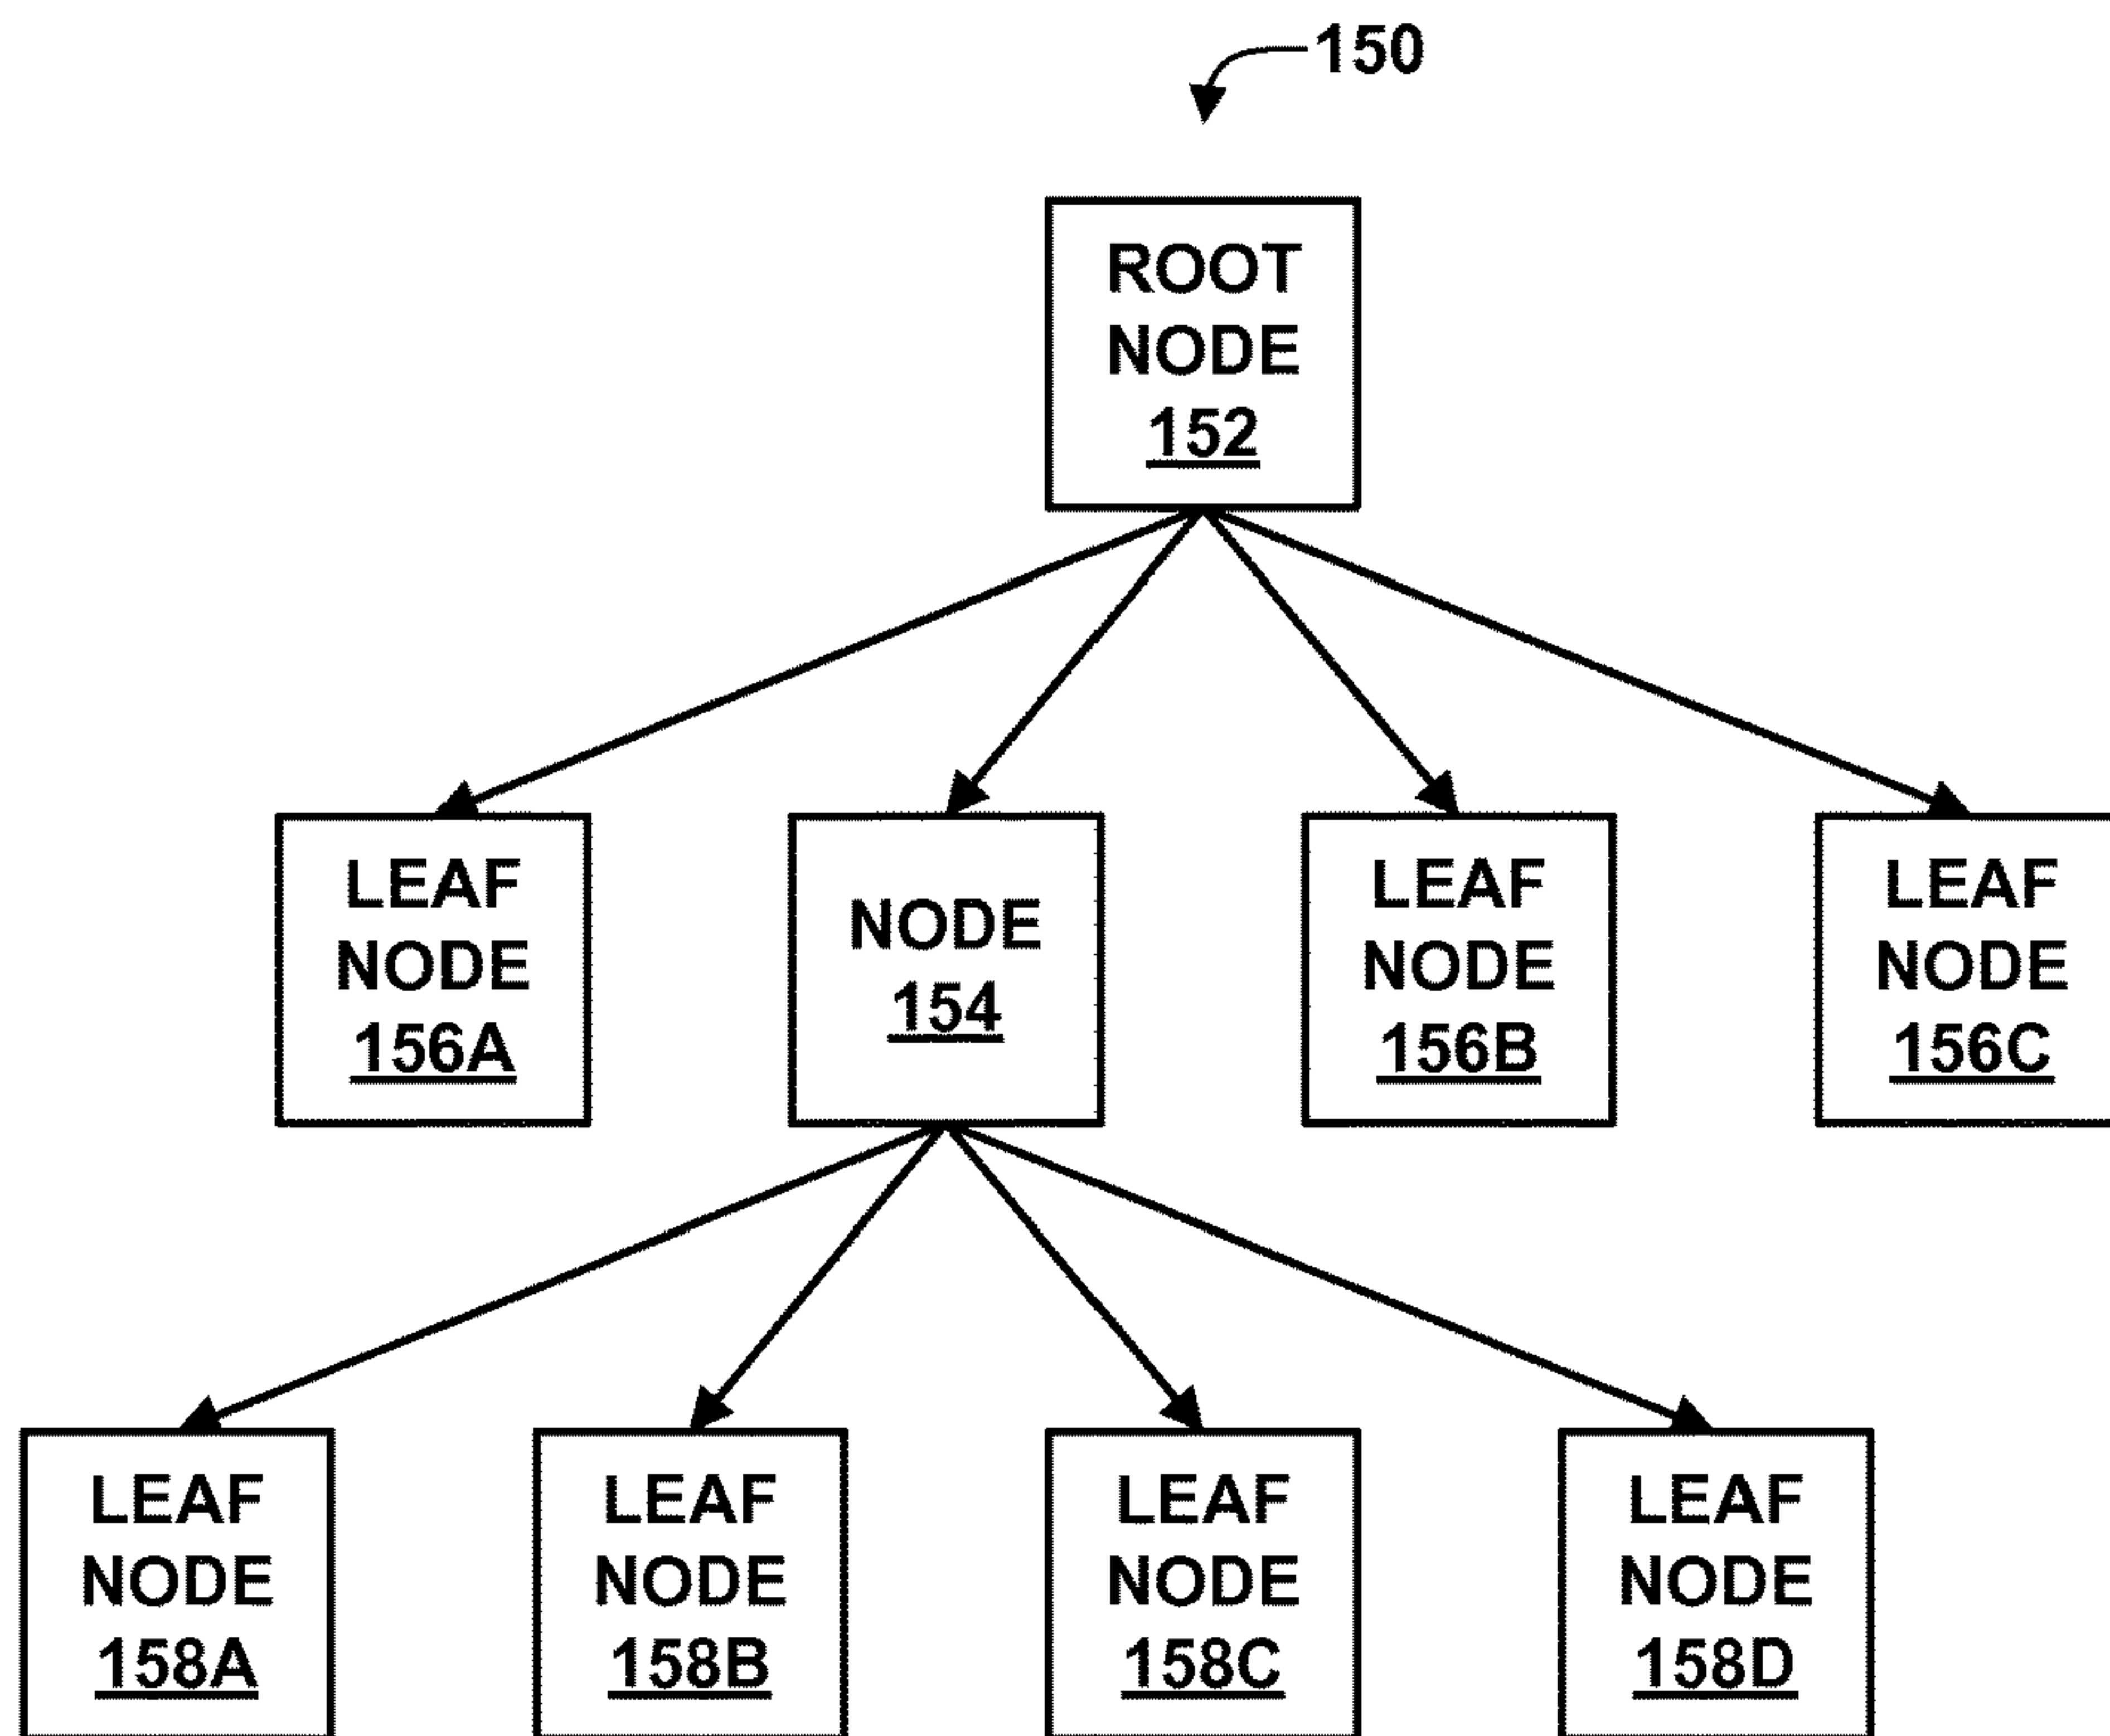 150
ROOT
NODE
152
LEAF
NODE
156A
NODE
154
LEAF
NODE
156B
LEAF
NODE
156C
LEAF
NODE
158A
LEAF
NODE
158B
LEAF
NODE
158C
LEAF
NODE
158D